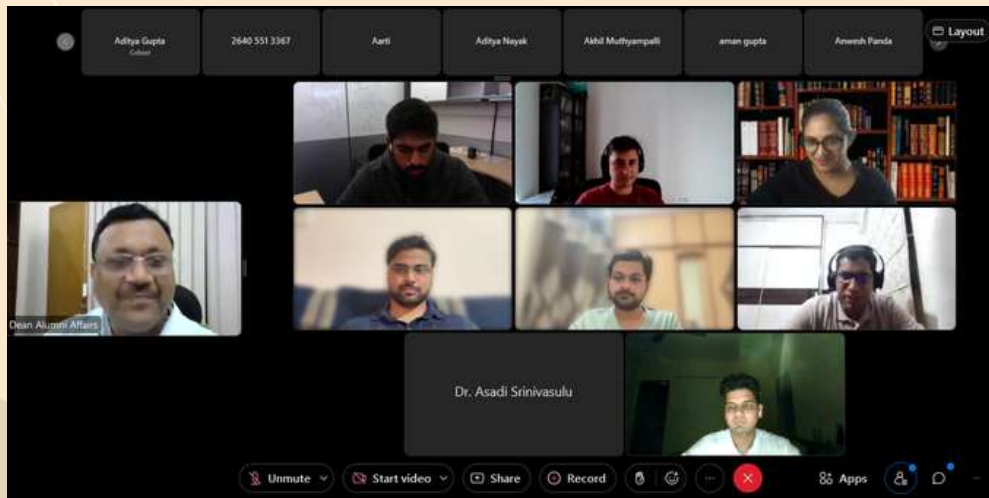 Aditya Gupta
Cohost
2640 551 3367
Aarti
Aditya Nayak
Akhil Muthyampalli
aman gupta
Anwesh Panda
Layout
Dean Alumni Affairs
Dr. Asadi Srinivasulu
Unmute
Start video
Share
Record
Apps